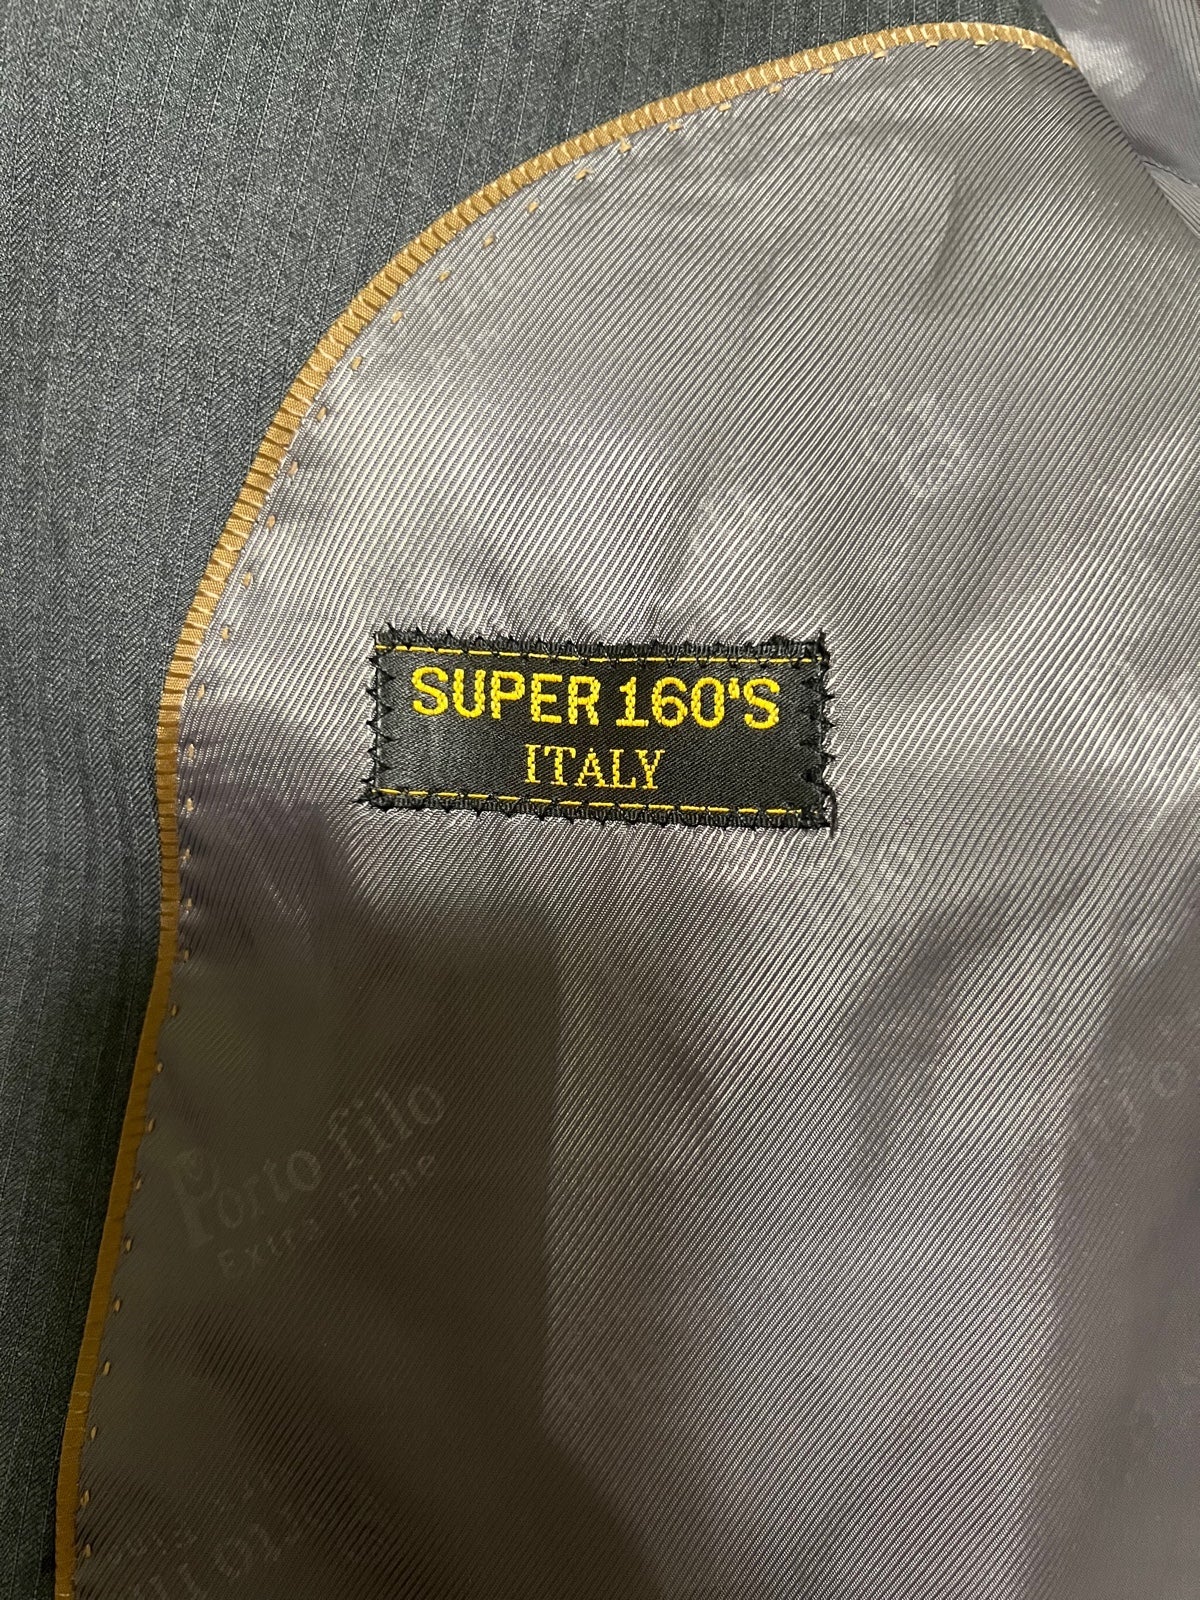 SUPER 160'S
ITALY
Porto filo
Extra Fine